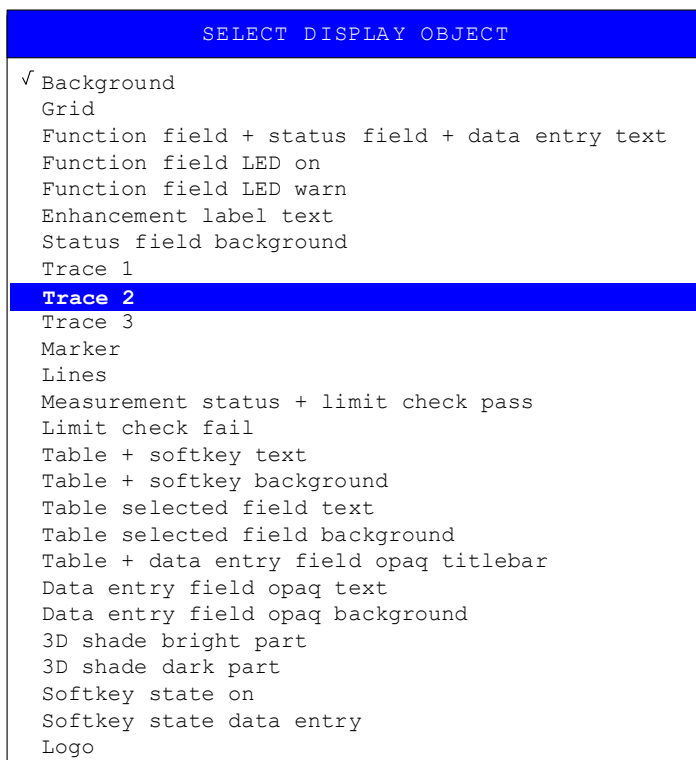 SELECT DISPLAY OBJECT
√ Background
Grid
Function field + status field + data entry text
Function field LED on
Function field LED warn
Enhancement label text
Status field background
Trace 1
Trace 2
Trace 3
Marker
Lines
Measurement status + limit check pass
Limit check fail
Table + softkey text
Table + softkey background
Table selected field text
Table selected field background
Table + data entry field opaq titlebar
Data entry field opaq text
Data entry field opaq background
3D shade bright part
3D shade dark part
Softkey state on
Softkey state data entry
Logo